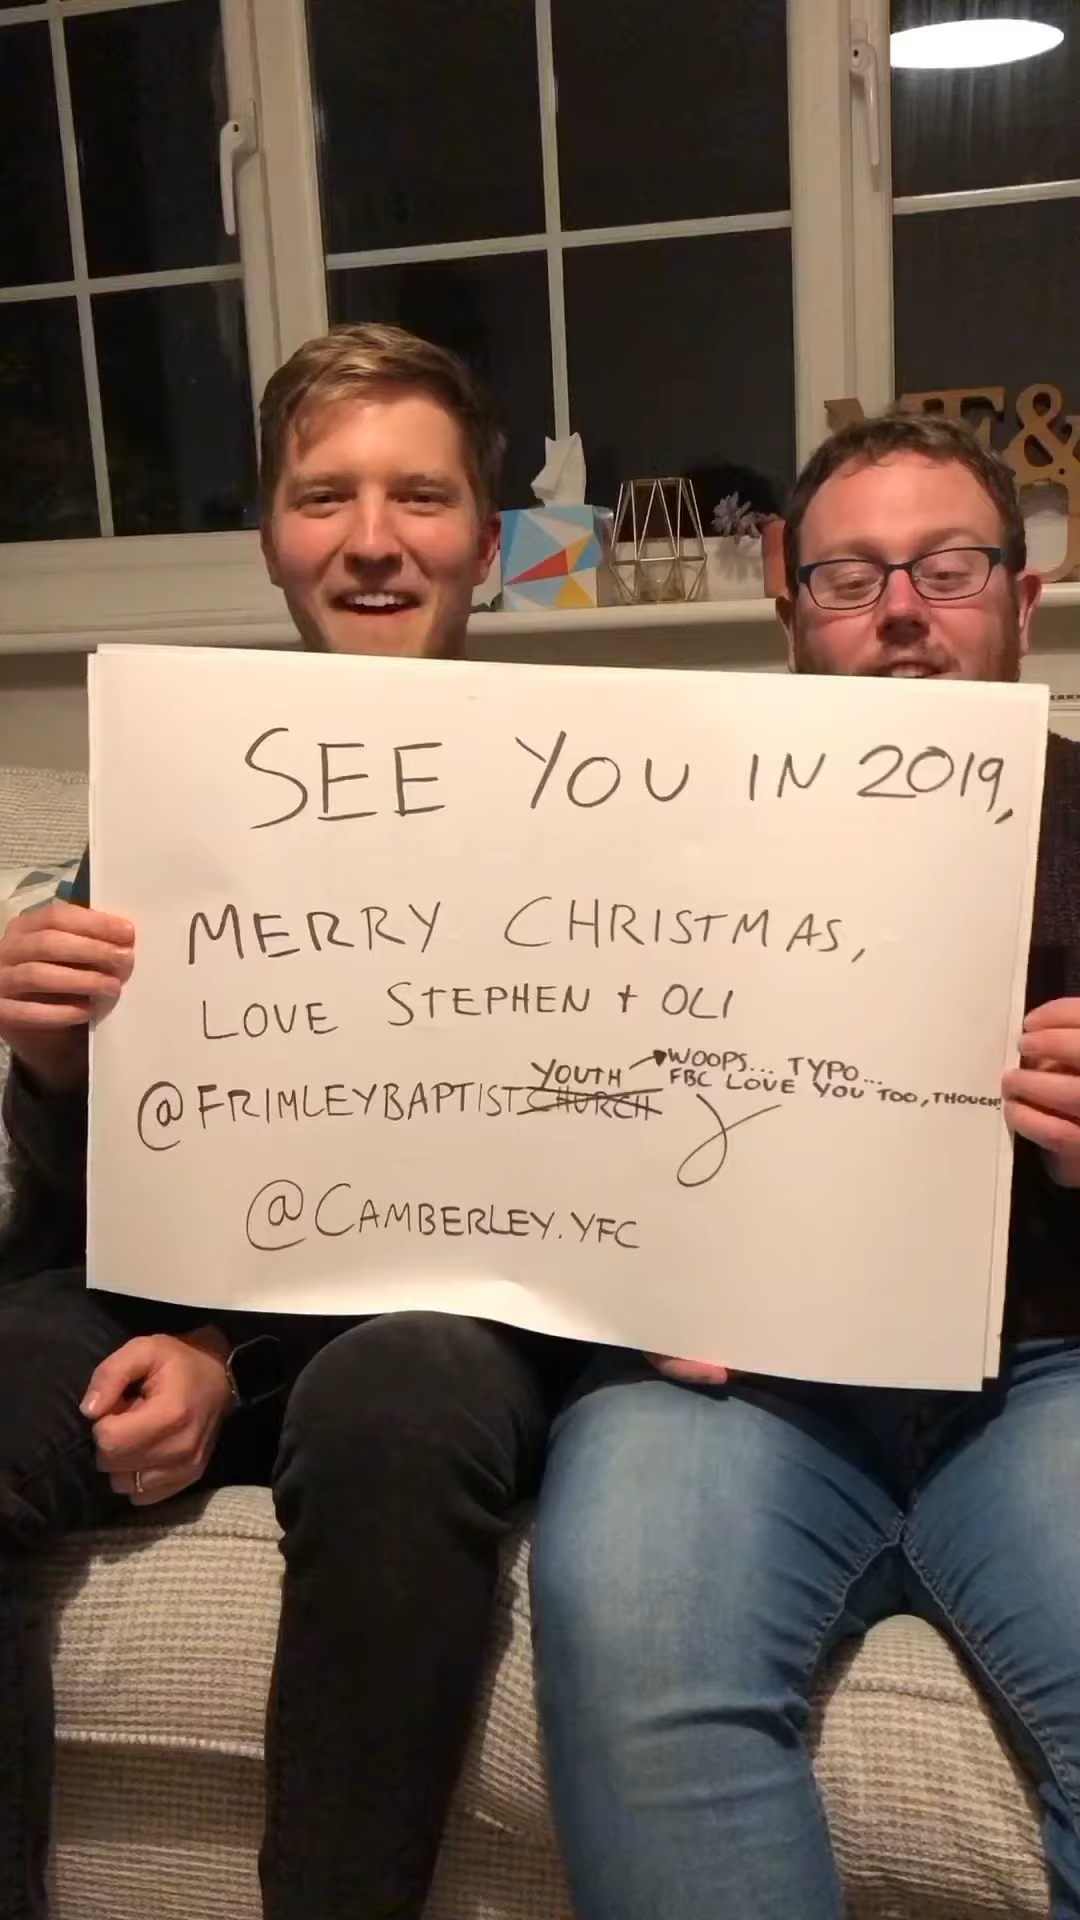 SEE YOU IN 2019,
MERRY CHRISTMAS,
LOVE STEPHEN + OLI
@FRIMLEYBAPTISTCHURCH
YOUTH
WOOPS... TYPO...
FBC LOVE YOU TOO, THOUGH!
@CAMBERLEY.YFC
&